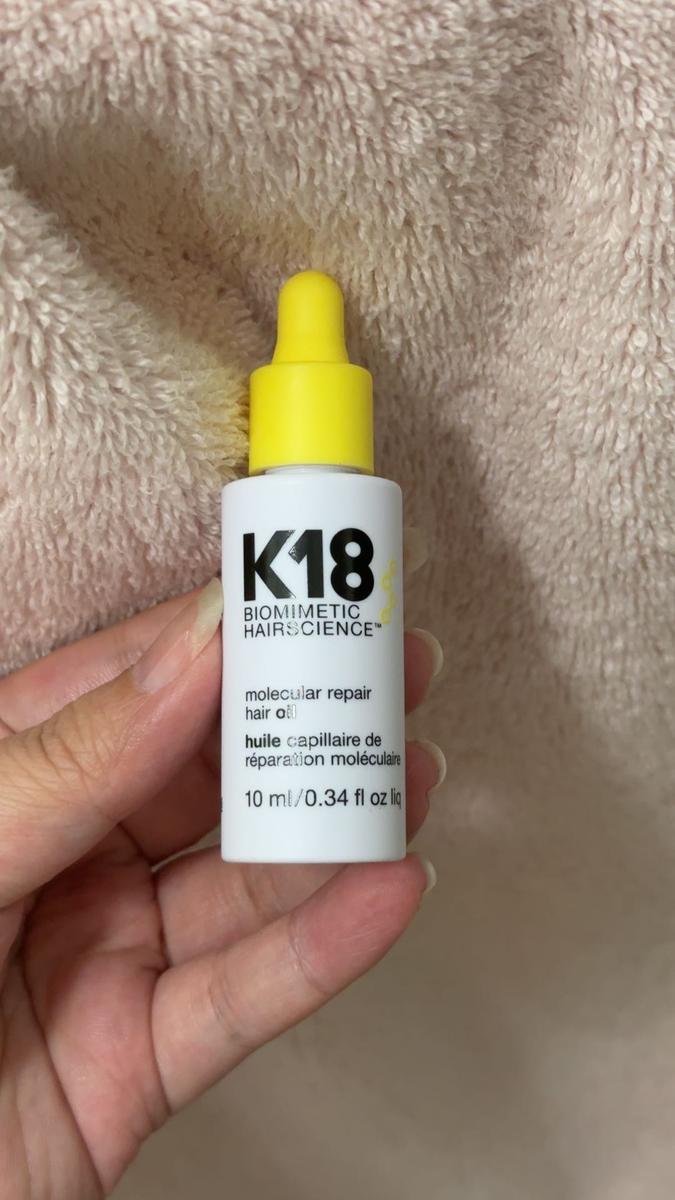 K18
BIOMIMETIC
HAIRSCIENCE™
molecular repair
hair oil
huile capillaire de
réparation moléculaire
10 ml/0.34 fl oz liq